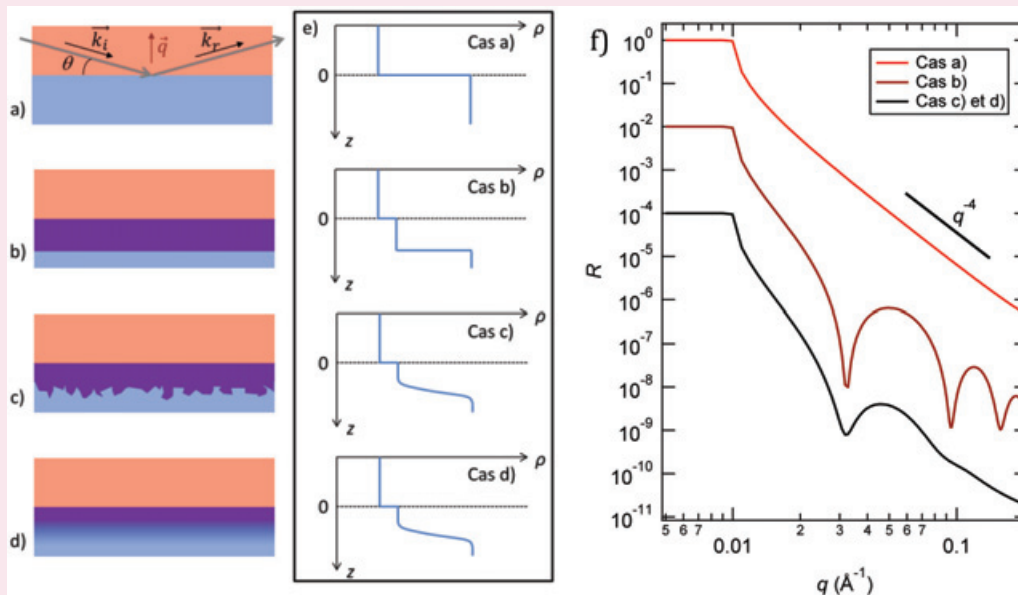 a)
k_i
q
k_r
θ
b)
c)
d)
e)
ρ
Cas a)
0
z
ρ
Cas b)
0
z
ρ
Cas c)
0
z
ρ
Cas d)
0
z
f)
Cas a)
Cas b)
Cas c) et d)
q⁻⁴
R
10⁰
10⁻¹
10⁻²
10⁻³
10⁻⁴
10⁻⁵
10⁻⁶
10⁻⁷
10⁻⁸
10⁻⁹
10⁻¹⁰
10⁻¹¹
5 6 7 2 3 4 5 6 7
0.01 0.1
q (Å⁻¹)